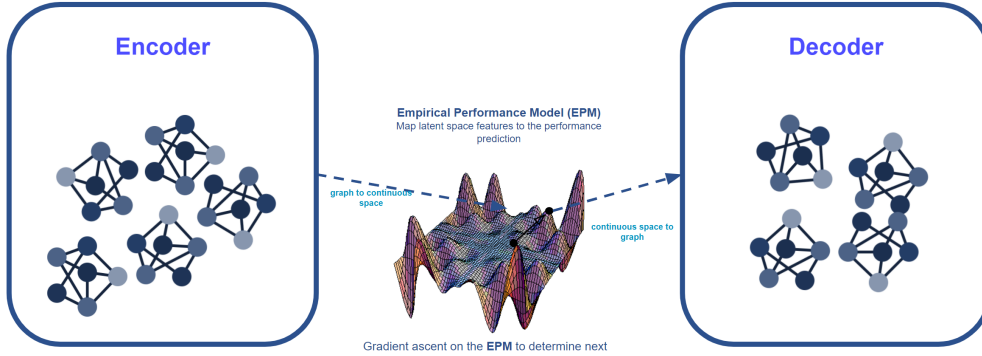 Encoder
Decoder
Empirical Performance Model (EPM)
Map latent space features to the performance
prediction
graph to continuous
space
continuous space to
graph
Gradient ascent on the EPM to determine next